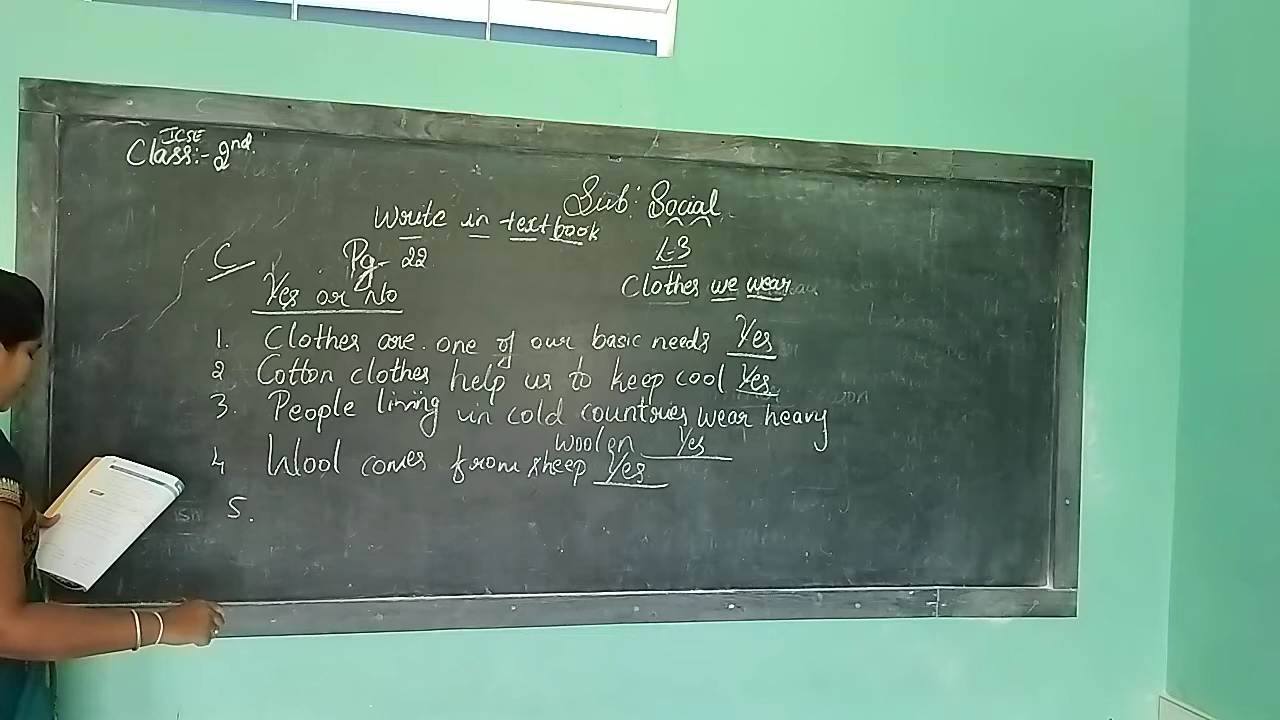 ICSE
Class:- 2nd.
Sub: Social
Write in textbook
C Pg- 22
L-3
Yes or No
Clothes we wear
1. Clothes are. one of our basic needs Yes
2 Cotton clothes help us to keep cool Yes
3. People living in cold countries wear heavy
woolen Yes
4 Wool comes from sheep Yes
5.